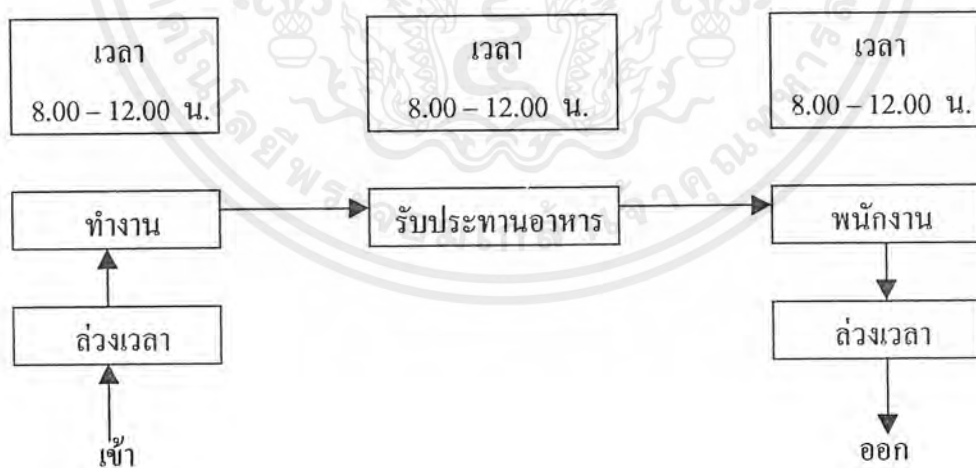 เวลา
8.00 – 12.00 น.
เวลา
8.00 – 12.00 น.
เวลา
8.00 – 12.00 น.
ทำงาน
รับประทานอาหาร
พนักงาน
ล่วงเวลา
ล่วงเวลา
เข้า
ออก